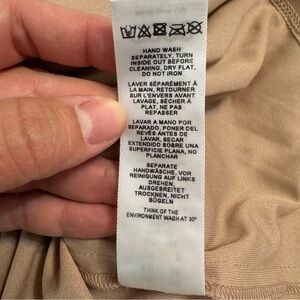 HAND WASH
SEPARATELY, TURN
INSIDE OUT BEFORE
CLEANING, DRY FLAT,
DO NOT IRON
LAVER SÉPARÉMENT À
LA MAIN, RETOURNER
SUR L'ENVERS AVANT
LAVAGE, SÉCHER À
PLAT, NE PAS
REPASSER
LAVAR A MANO POR
SEPARADO, PONER DEL
REVÉS ANTES DE
LAVAR, SECAR
EXTENDIDO SOBRE UNA
SUPERFICIE PLANA, NO
PLANCHAR
SEPARATE
HANDWÄSCHE, VOR
REINIGUNG AUF LINKS
DREHEN,
AUSGEBREITET
TROCKNEN, NICHT
BÜGELN
THINK OF THE
ENVIRONMENT WASH AT 30°